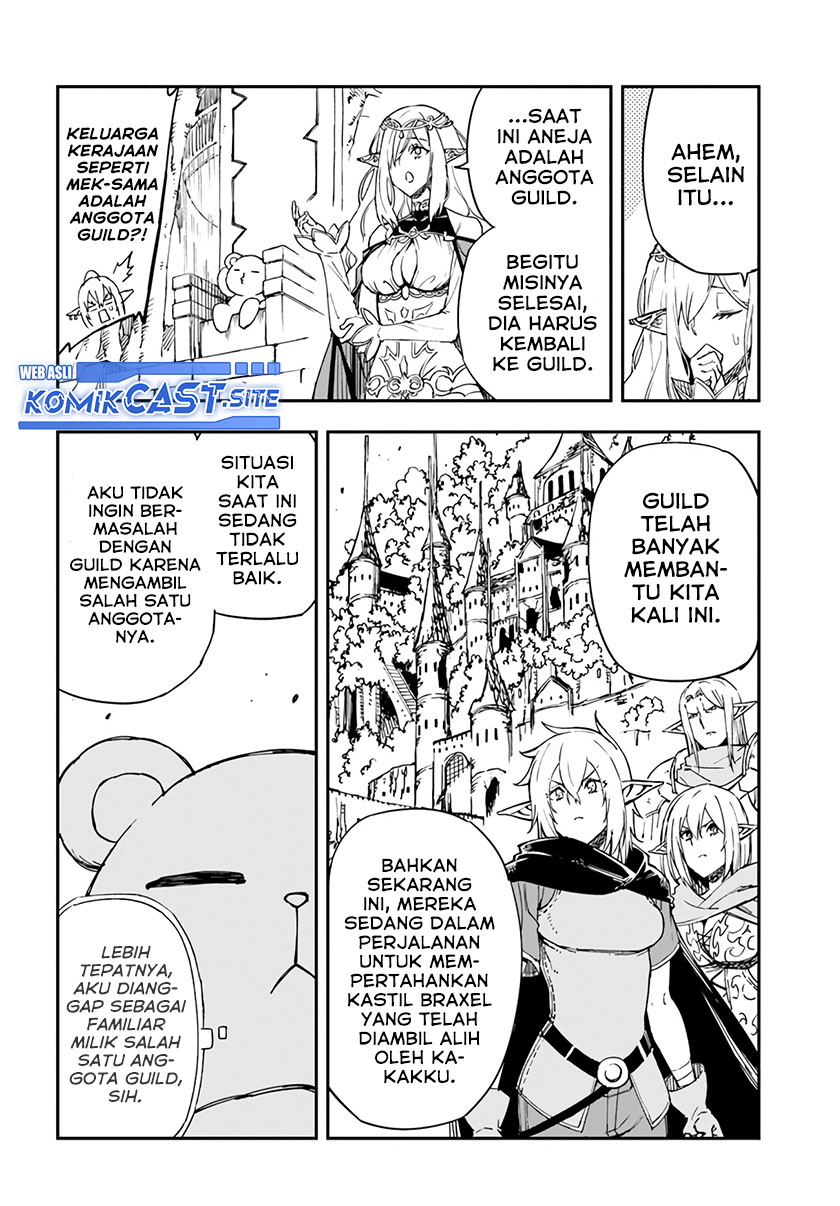 AHEM,
SELAIN
ITU...
...SAAT
INI ANEJA
ADALAH
ANGGOTA
GUILD.
BEGITU
MISINYA
SELESAI,
DIA HARUS
KEMBALI
KE GUILD.
KELUARGA
KERAJAAN
SEPERTI
MEK-SAMA
ADALAH
ANGGOTA
GUILD?!
WEB ASLI
KOMIKCAST.SITE
GUILD
TELAH
BANYAK
MEMBAN-
TU KITA
KALI INI.
BAHKAN
SEKARANG
INI, MEREKA
SEDANG DALAM
PERJALANAN
UNTUK MEM-
PERTAHANKAN
KASTIL BRAXEL
YANG TELAH
DIAMBIL ALIH
OLEH KA-
KAKKU.
SITUASI
KITA
SAAT INI
SEDANG
TIDAK
TERLALU
BAIK.
AKU TIDAK
INGIN BER-
MASALAH
DENGAN
GUILD KARENA
MENGAMBIL
SALAH SATU
ANGGOTA-
NYA.
LEBIH
TEPATNYA,
AKU DIANG-
GAP SEBAGAI
FAMILIAR
MILIK SALAH
SATU ANG-
GOTA GUILD,
SIH.